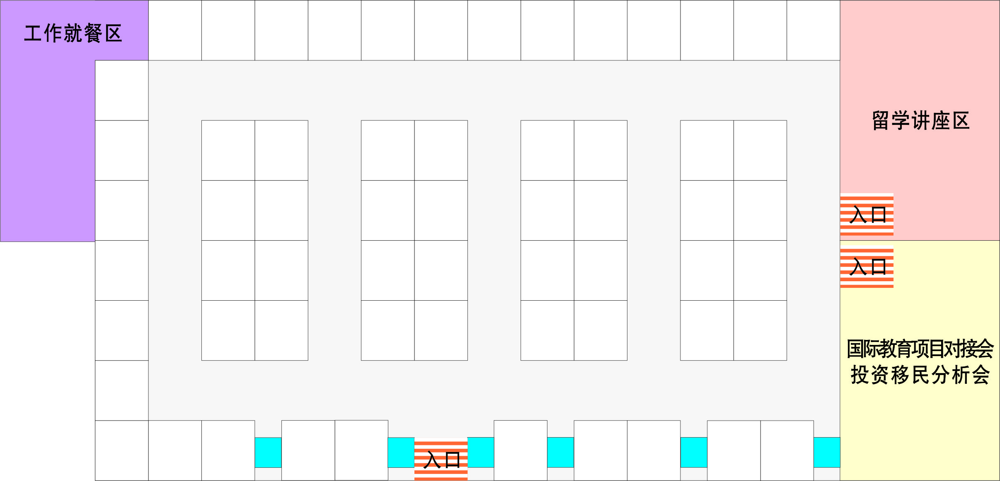 工作就餐区
留学讲座区
入口
入口
国际教育项目对接会
投资移民分析会
入口